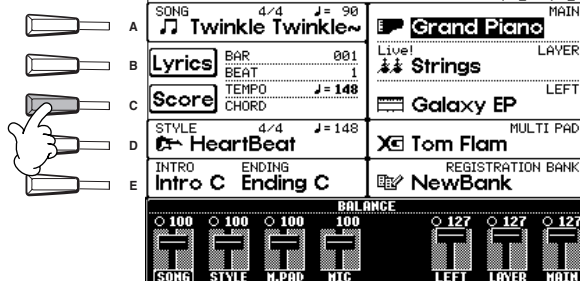 A
B
C
D
E
SONG 4/4 ♩= 90
Twinkle Twinkle~
Lyrics BAR 001
BEAT 1
Score TEMPO ♩= 148
CHORD
STYLE 4/4 ♩= 148
HeartBeat
INTRO ENDING
Intro C Ending C
MAIN
Grand Piano
Live! LAYER
Strings
LEFT
Galaxy EP
MULTI PAD
Tom Flam
REGISTRATION BANK
NewBank
BALANCE
100 100 100 100 127 127 127
SONG STYLE M.PAD MIC LEFT LAYER MAIN